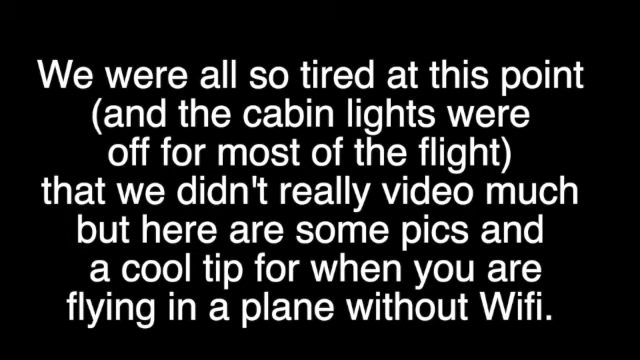 We were all so tired at this point
(and the cabin lights were
off for most of the flight)
that we didn't really video much
but here are some pics and
a cool tip for when you are
flying in a plane without Wifi.